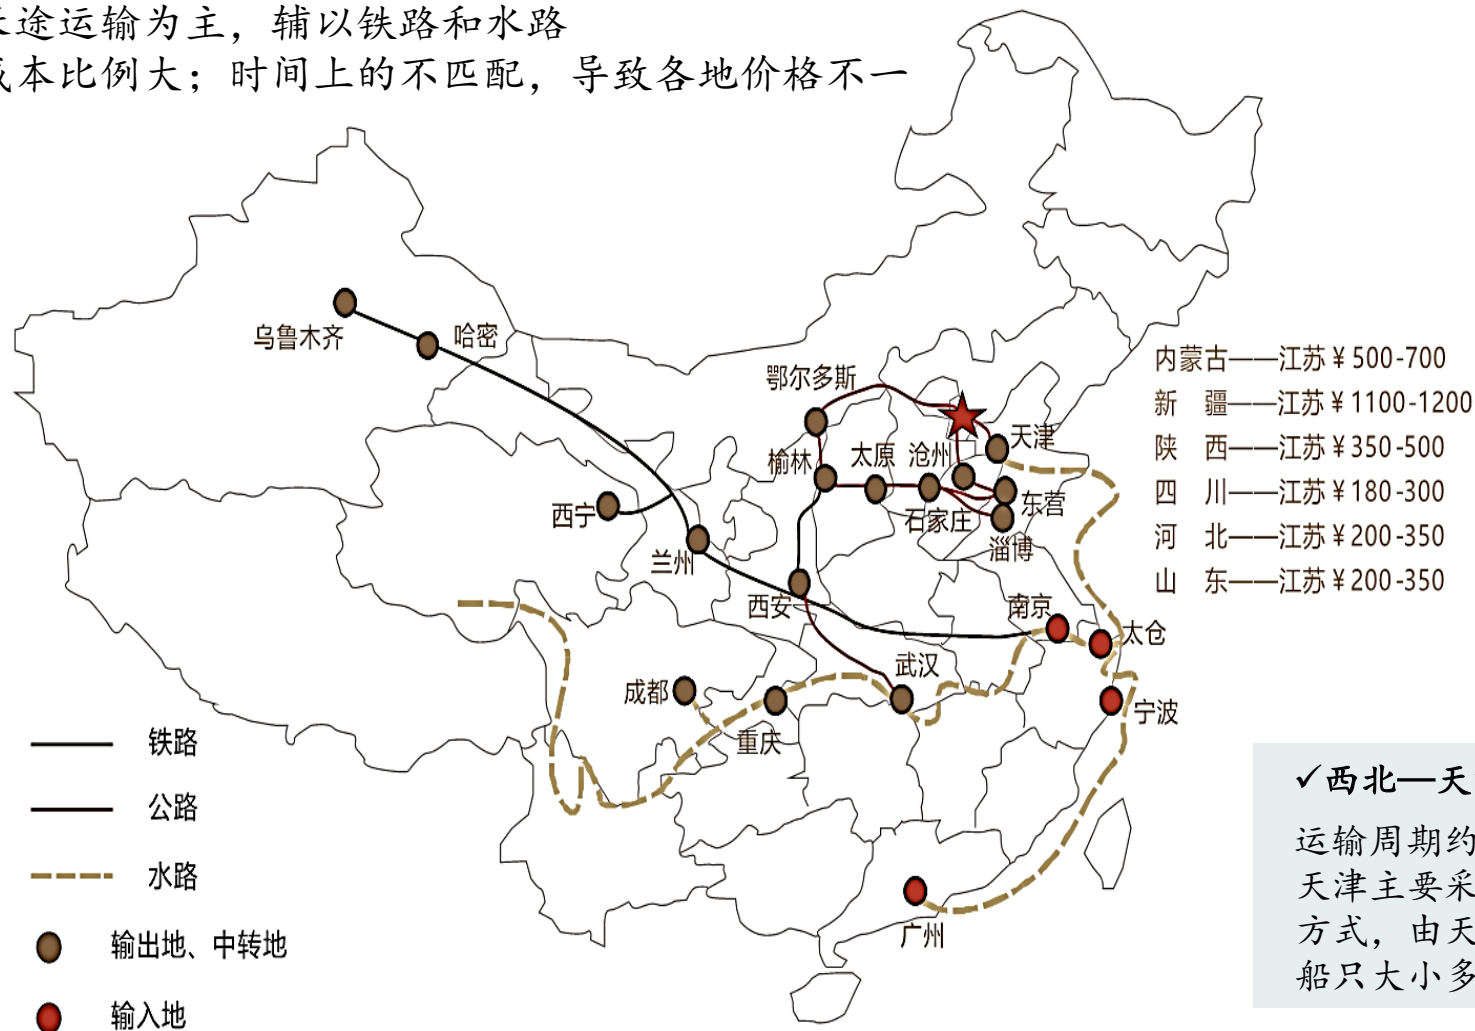 途运输为主，辅以铁路和水路
本比例大；时间上的不匹配，导致各地价格不一
乌鲁木齐
哈密
鄂尔多斯
榆林
太原
沧州
天津
石家庄
东营
淄博
西宁
兰州
西安
南京
太仓
武汉
成都
重庆
宁波
广州
内蒙古——江苏￥500-700
新 疆——江苏￥1100-1200
陕 西——江苏￥350-500
四 川——江苏￥180-300
河 北——江苏￥200-350
山 东——江苏￥200-350
铁路
公路
水路
输出地、中转地
输入地
✓西北—天
运输周期约
天津主要采
方式，由天
船只大小多